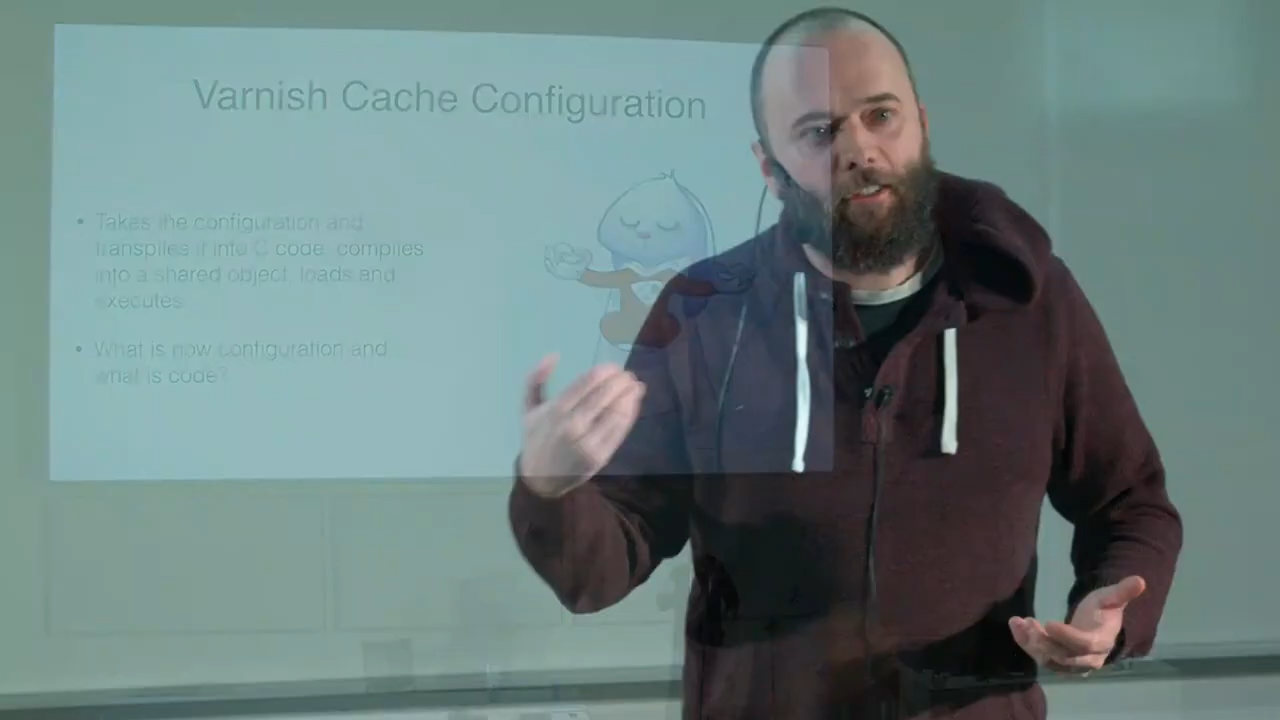 Varnish Cache Configuration
• Takes the configuration and
transpiles it into C code, compiles
into a shared object, loads and
executes.
• What is now configuration and
what is code?